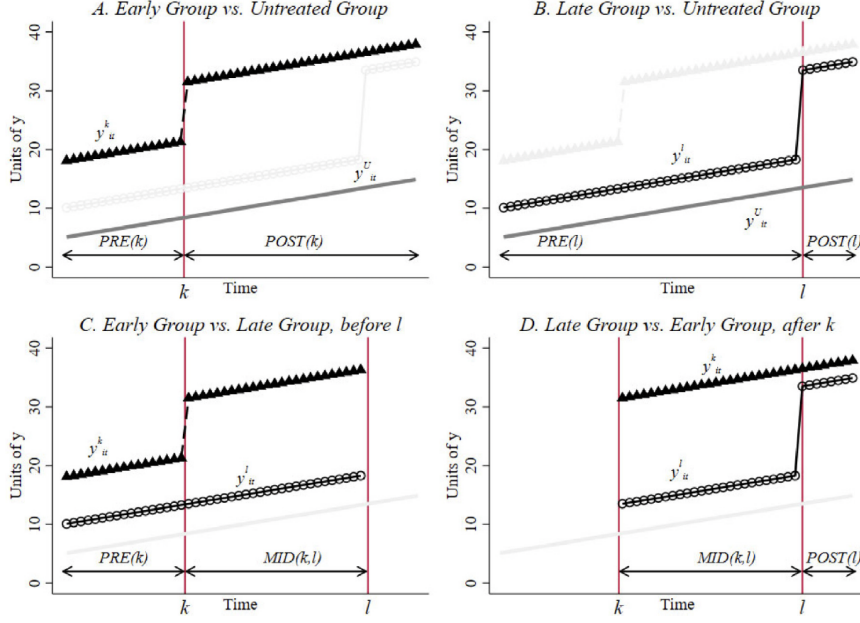 A. Early Group vs. Untreated Group
Units of y
40
30
20
10
0
y^k_it
y^U_it
PRE(k)
POST(k)
k
Time
B. Late Group vs. Untreated Group
Units of y
40
30
20
10
0
y^l_it
y^U_it
PRE(l)
POST(l)
Time
l
C. Early Group vs. Late Group, before l
Units of y
40
30
20
10
0
y^k_it
y^l_it
PRE(k)
MID(k,l)
k
Time
l
D. Late Group vs. Early Group, after k
Units of y
40
30
20
10
0
y^k_it
y^l_it
MID(k,l)
POST(l)
k
Time
l